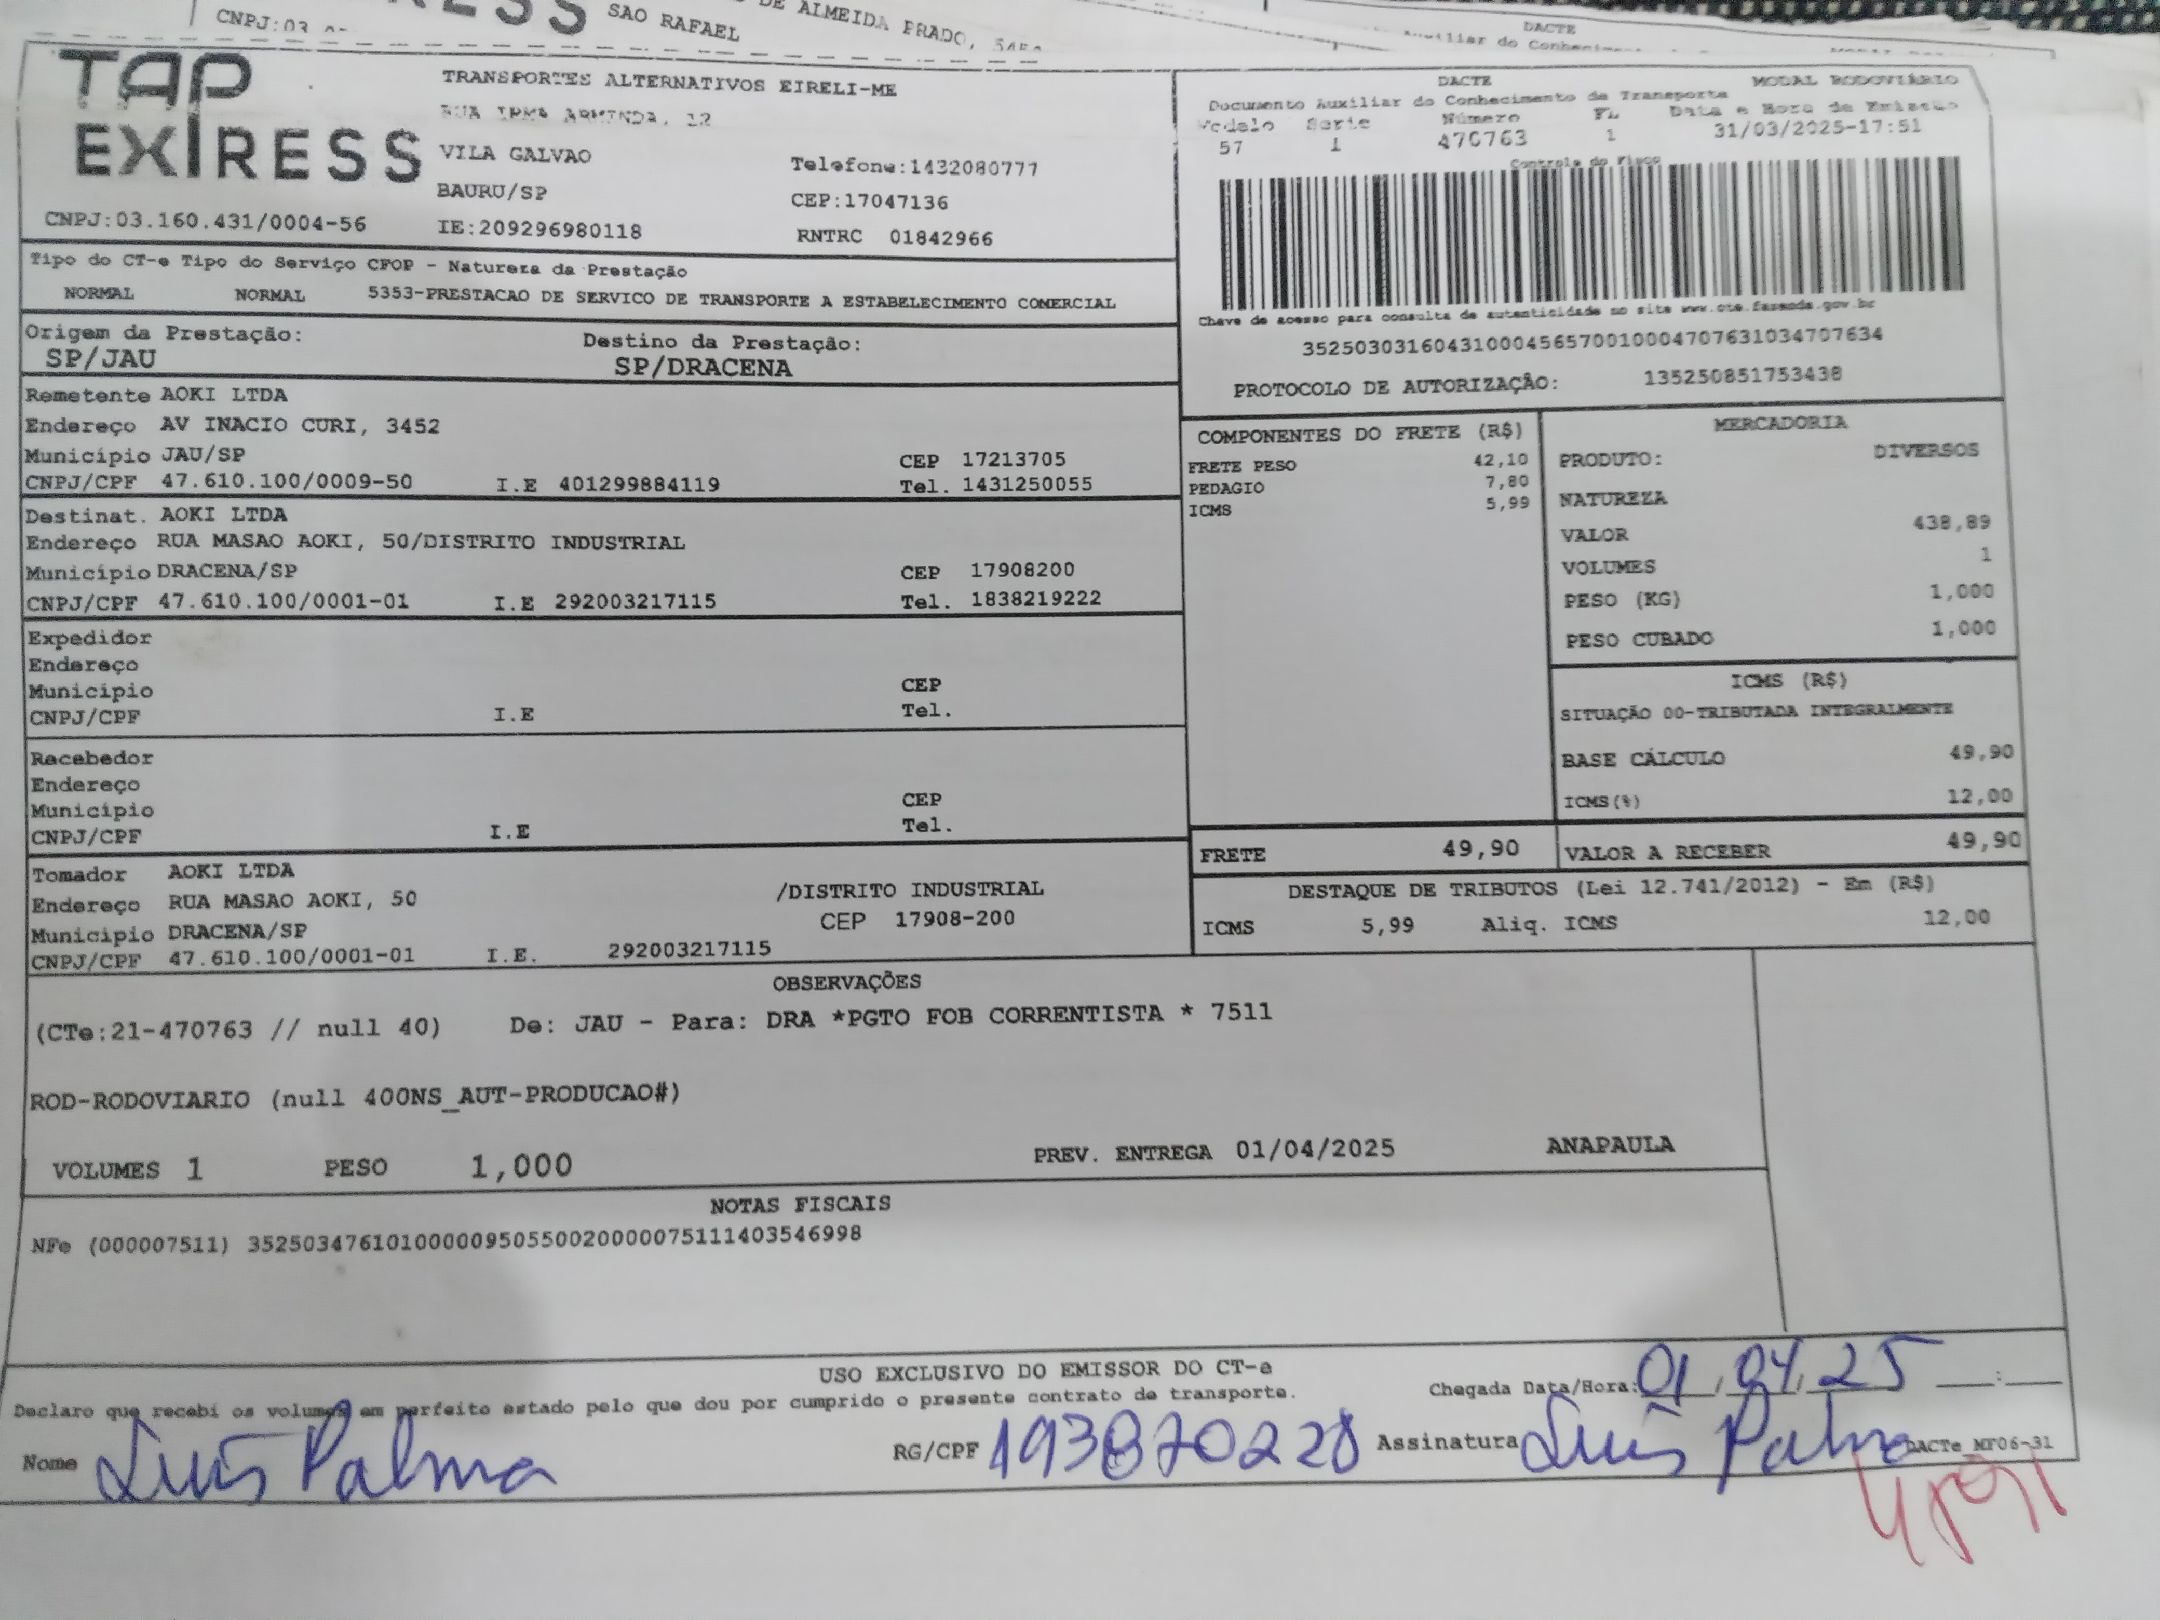 CNPJ:03
DE ALMEIDA PRADO,
SAO RAFAEL
DACTE
TAP
EXPRESS
TRANSPORTES ALTERNATIVOS EIRELI-ME
RUA IRMA ARMINDA, 12
VILA GALVAO
Telefone:1432080777
BAURU/SP
CEP:17047136
CNPJ:03.160.431/0004-56
IE:209296980118
RNTRC 01842966
DACTE MODAL RODOVIÁRIO
Documento Auxiliar do Conhecimento de Transporte
Modelo Serie Número FL Data e Hora de Emissão
57 1 470763 1 31/03/2025-17:51
Controle do Fisco
Chave de acesso para consulta de autenticidade no site www.cte.fazenda.gov.br
35250303160431000456570010004707631034707634
PROTOCOLO DE AUTORIZAÇÃO: 135250851753438
Tipo do CT-e Tipo do Serviço CFOP - Natureza da Prestação
NORMAL NORMAL 5353-PRESTACAO DE SERVICO DE TRANSPORTE A ESTABELECIMENTO COMERCIAL
Origem da Prestação: Destino da Prestação:
SP/JAU SP/DRACENA
Remetente AOKI LTDA
Endereço AV INACIO CURI, 3452
Município JAU/SP CEP 17213705
CNPJ/CPF 47.610.100/0009-50 I.E 401299884119 Tel. 1431250055
Destinat. AOKI LTDA
Endereço RUA MASAO AOKI, 50/DISTRITO INDUSTRIAL
Município DRACENA/SP CEP 17908200
CNPJ/CPF 47.610.100/0001-01 I.E 292003217115 Tel. 1838219222
Expedidor
Endereço
Município CEP
CNPJ/CPF I.E Tel.
Recebedor
Endereço
Município CEP
CNPJ/CPF I.E Tel.
Tomador AOKI LTDA
Endereço RUA MASAO AOKI, 50 /DISTRITO INDUSTRIAL
Município DRACENA/SP CEP 17908-200
CNPJ/CPF 47.610.100/0001-01 I.E. 292003217115
COMPONENTES DO FRETE (R$)
FRETE PESO 42,10
PEDAGIO 7,80
ICMS 5,99
MERCADORIA
PRODUTO: DIVERSOS
NATUREZA
VALOR 438,89
VOLUMES 1
PESO (KG) 1,000
PESO CUBADO 1,000
ICMS (R$)
SITUAÇÃO 00-TRIBUTADA INTEGRALMENTE
BASE CÁLCULO 49,90
ICMS(%) 12,00
FRETE 49,90 VALOR A RECEBER 49,90
DESTAQUE DE TRIBUTOS (Lei 12.741/2012) - Em (R$)
ICMS 5,99 Aliq. ICMS 12,00
OBSERVAÇÕES
(CTe:21-470763 // null 40) De: JAU - Para: DRA *PGTO FOB CORRENTISTA * 7511
ROD-RODOVIARIO (null 400NS_AUT-PRODUCAO#)
VOLUMES 1 PESO 1,000 PREV. ENTREGA 01/04/2025 ANAPAULA
NOTAS FISCAIS
NFe (000007511) 35250347610100000950550020000075111403546998
USO EXCLUSIVO DO EMISSOR DO CT-e
Declaro que recebi os volumes em perfeito estado pelo que dou por cumprido o presente contrato de transporte.
Chegada Data/Hora: 01/04/25 ___:___
Nome Luís Palma RG/CPF 193870228 Assinatura Luís Palma DACTe_MF06-31